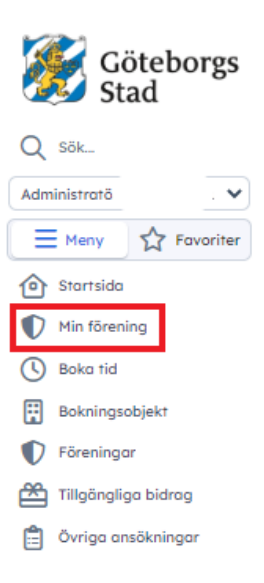 Göteborgs
Stad
Sök...
Administratö .
Meny Favoriter
Startsida
Min förening
Boka tid
Bokningsobjekt
Föreningar
Tillgängliga bidrag
Övriga ansökningar